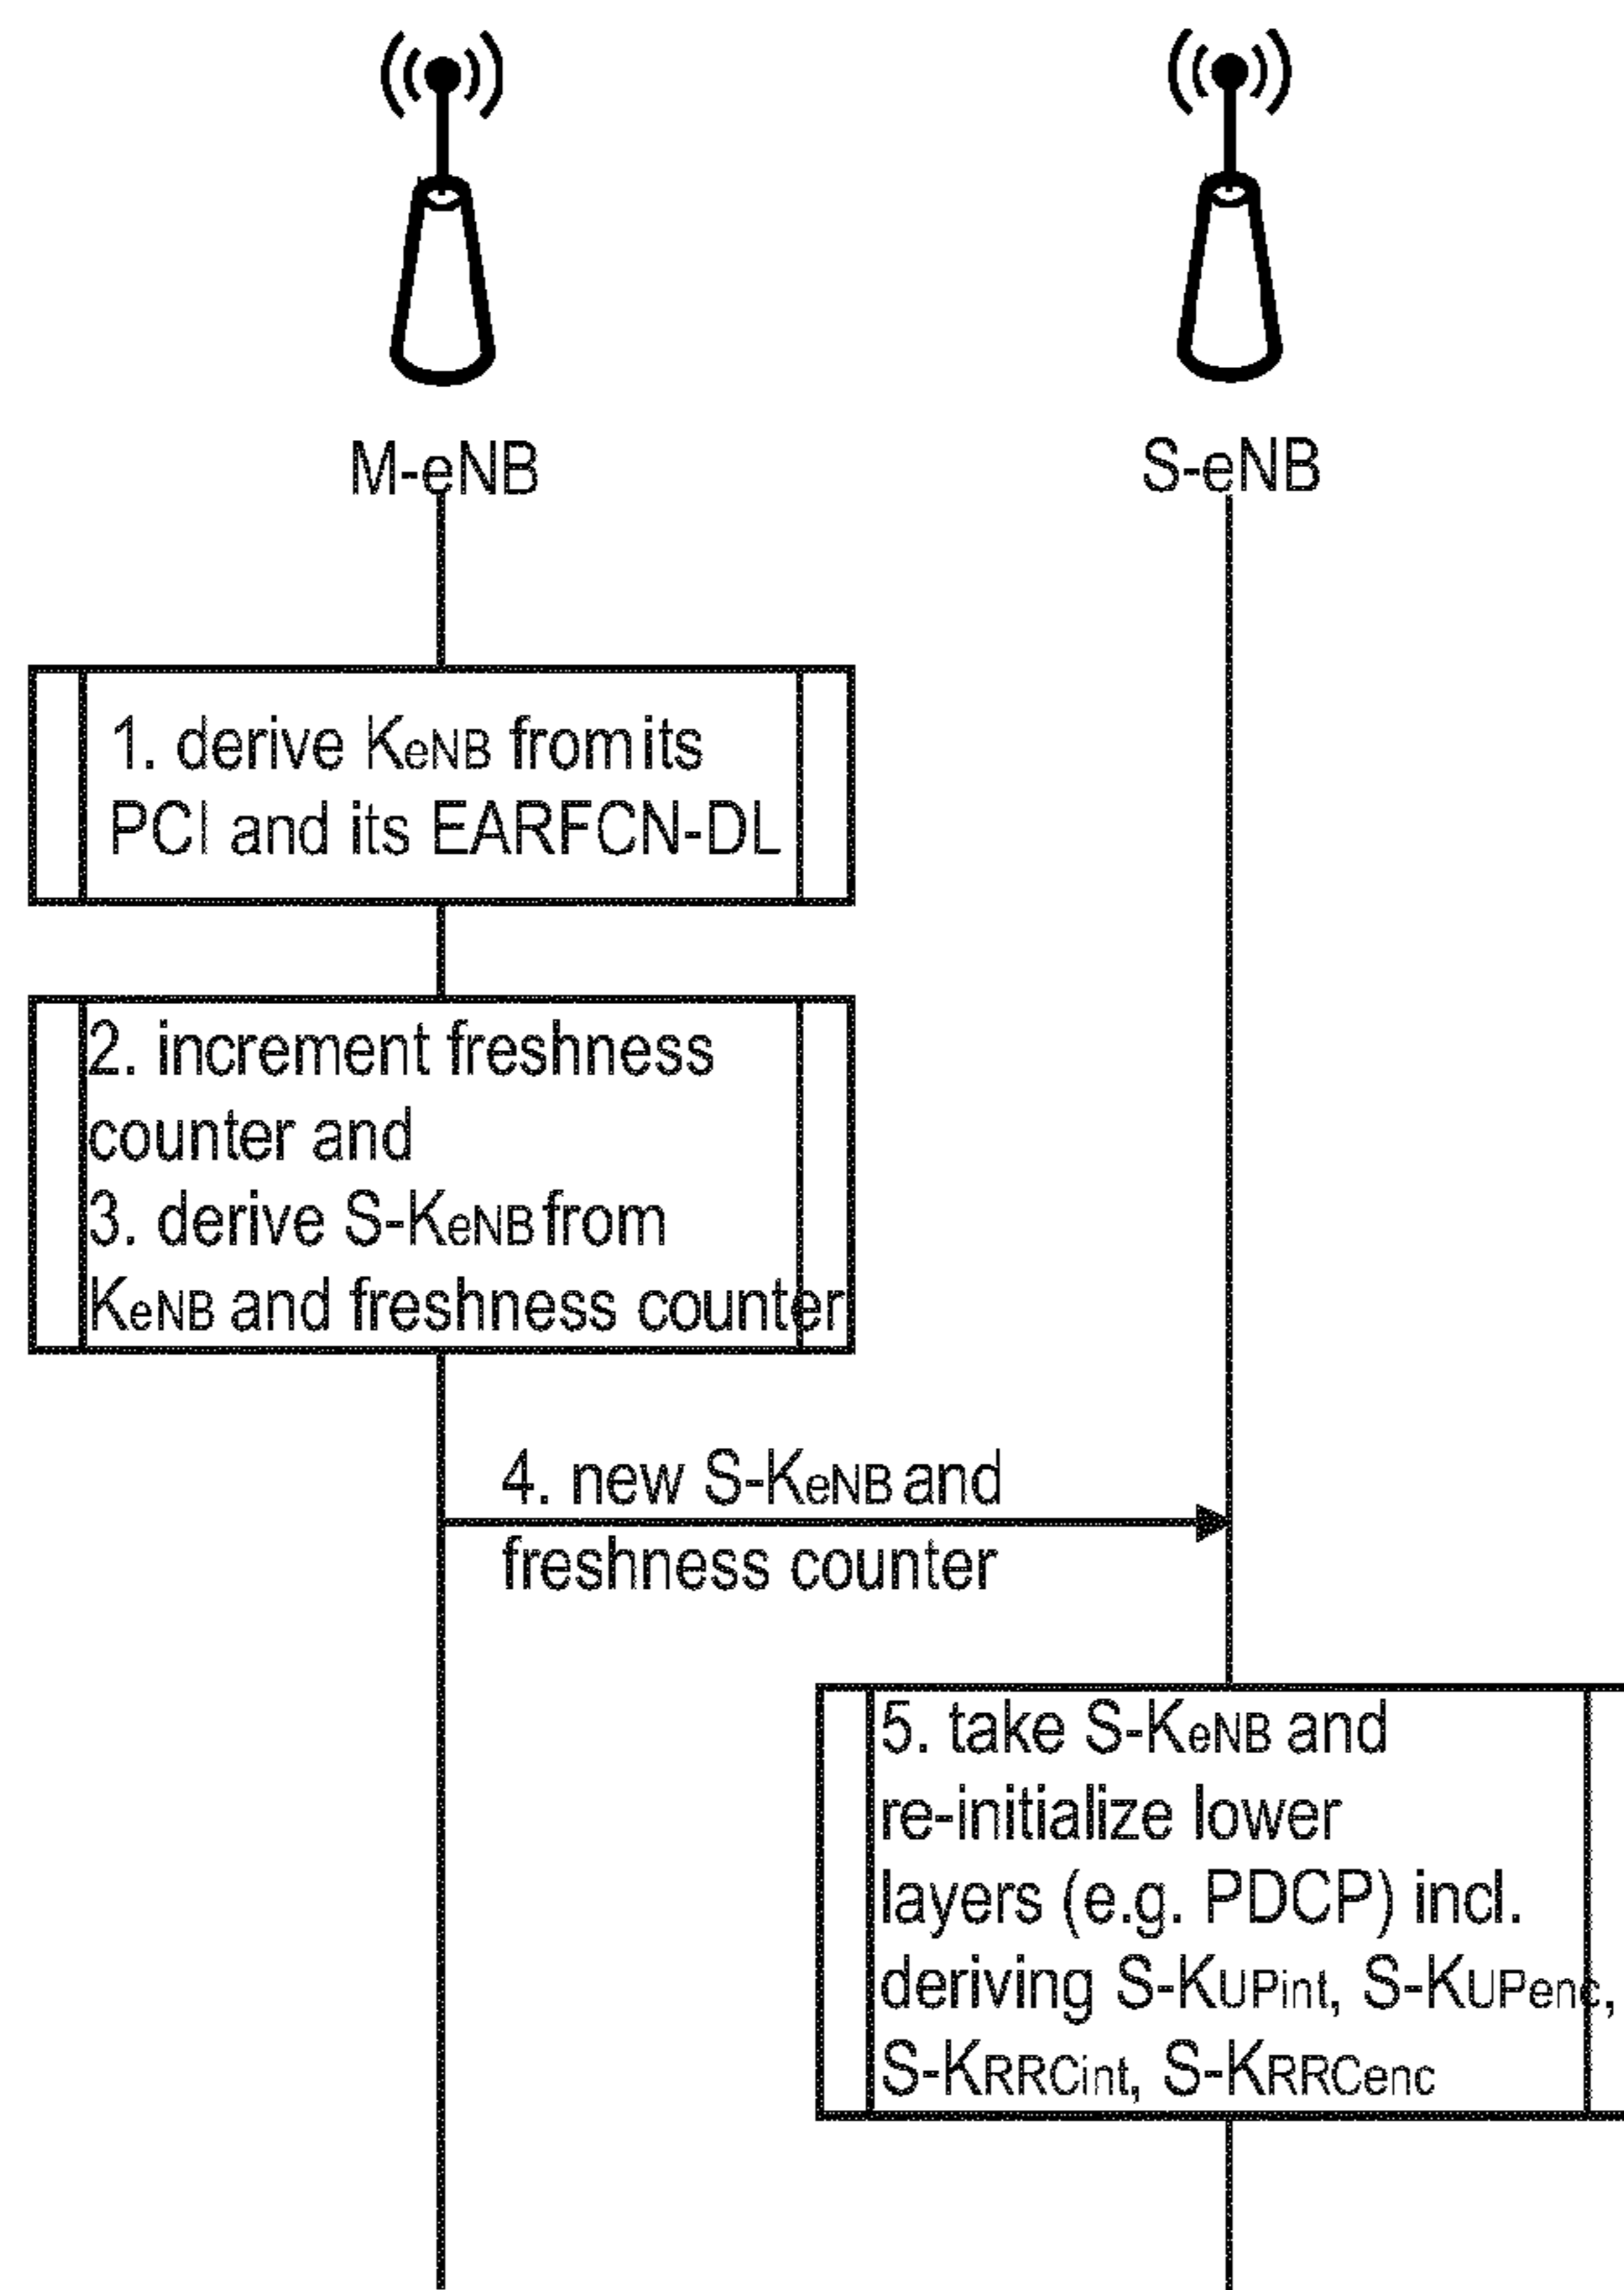 M-eNB
S-eNB
1. derive KeNB from its
PCI and its EARFCN-DL
2. increment freshness
counter and
3. derive S-KeNB from
KeNB and freshness counter
4. new S-KeNB and
freshness counter
5. take S-KeNB and
re-initialize lower
layers (e.g. PDCP) incl.
deriving S-KUPint, S-KUPenc,
S-KRRCint, S-KRRCenc